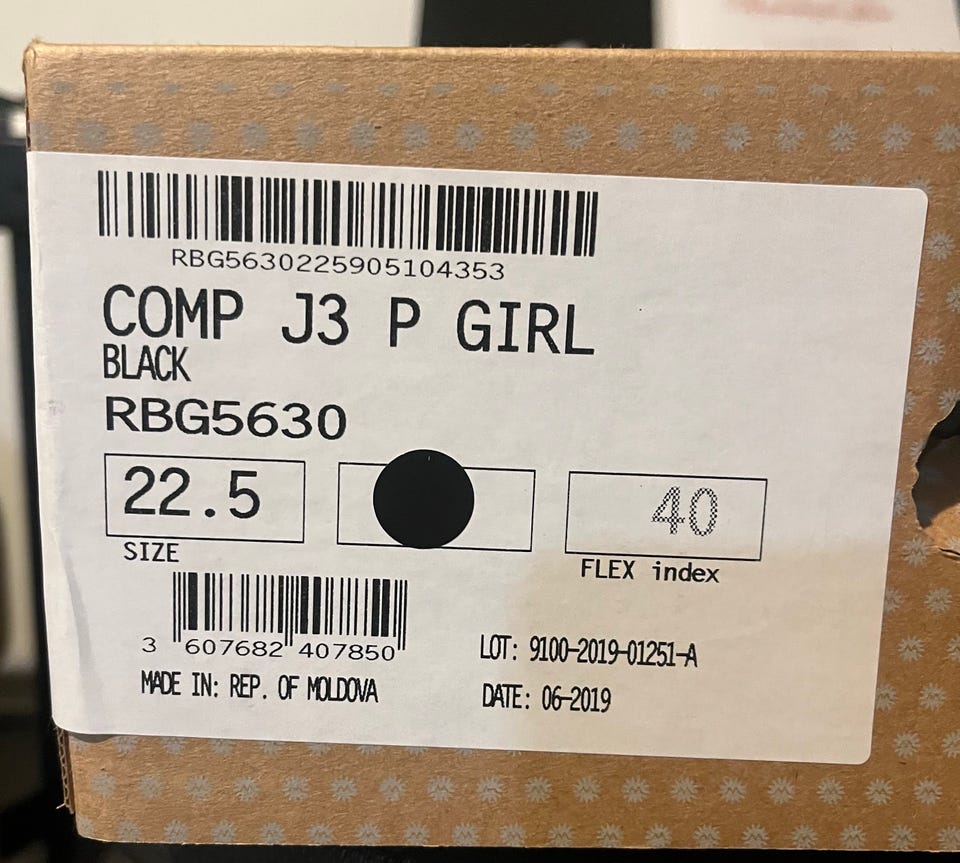 RBG5630225905104353
COMP J3 P GIRL
BLACK
RBG5630
22.5
40
SIZE
FLEX index
3 607682 407850
LOT: 9100-2019-01251-A
MADE IN: REP. OF MOLDOVA
DATE: 06-2019